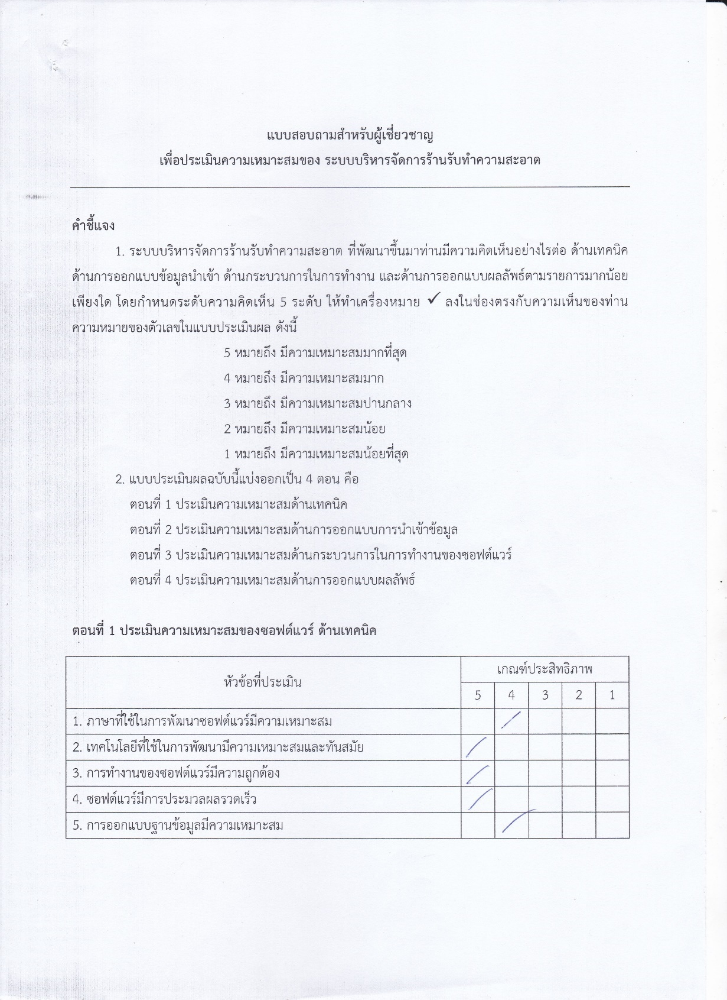 แบบสอบถามสำหรับผู้เชี่ยวชาญ
เพื่อประเมินความเหมาะสมของ ระบบบริหารจัดการร้านรับทำความสะอาด
คำชี้แจง
1. ระบบบริหารจัดการร้านรับทำความสะอาด ที่พัฒนาขึ้นมาท่านมีความคิดเห็นอย่างไรต่อ ด้านเทคนิค
ด้านการออกแบบข้อมูลนำเข้า ด้านกระบวนการในการทำงาน และด้านการออกแบบผลลัพธ์ตามรายการมากน้อย
เพียงใด โดยกำหนดระดับความคิดเห็น 5 ระดับ ให้ทำเครื่องหมาย ✓ ลงในช่องตรงกับความเห็นของท่าน
ความหมายของตัวเลขในแบบประเมินผล ดังนี้
5 หมายถึง มีความเหมาะสมมากที่สุด
4 หมายถึง มีความเหมาะสมมาก
3 หมายถึง มีความเหมาะสมปานกลาง
2 หมายถึง มีความเหมาะสมน้อย
1 หมายถึง มีความเหมาะสมน้อยที่สุด
2. แบบประเมินผลฉบับนี้แบ่งออกเป็น 4 ตอน คือ
ตอนที่ 1 ประเมินความเหมาะสมด้านเทคนิค
ตอนที่ 2 ประเมินความเหมาะสมด้านการออกแบบการนำเข้าข้อมูล
ตอนที่ 3 ประเมินความเหมาะสมด้านกระบวนการในการทำงานของซอฟต์แวร์
ตอนที่ 4 ประเมินความเหมาะสมด้านการออกแบบผลลัพธ์
ตอนที่ 1 ประเมินความเหมาะสมของซอฟต์แวร์ ด้านเทคนิค
หัวข้อที่ประเมิน เกณฑ์ประสิทธิภาพ
5 4 3 2 1
1. ภาษาที่ใช้ในการพัฒนาซอฟต์แวร์มีความเหมาะสม /
2. เทคโนโลยีที่ใช้ในการพัฒนามีความเหมาะสมและทันสมัย /
3. การทำงานของซอฟต์แวร์มีความถูกต้อง /
4. ซอฟต์แวร์มีการประมวลผลรวดเร็ว /
5. การออกแบบฐานข้อมูลมีความเหมาะสม /